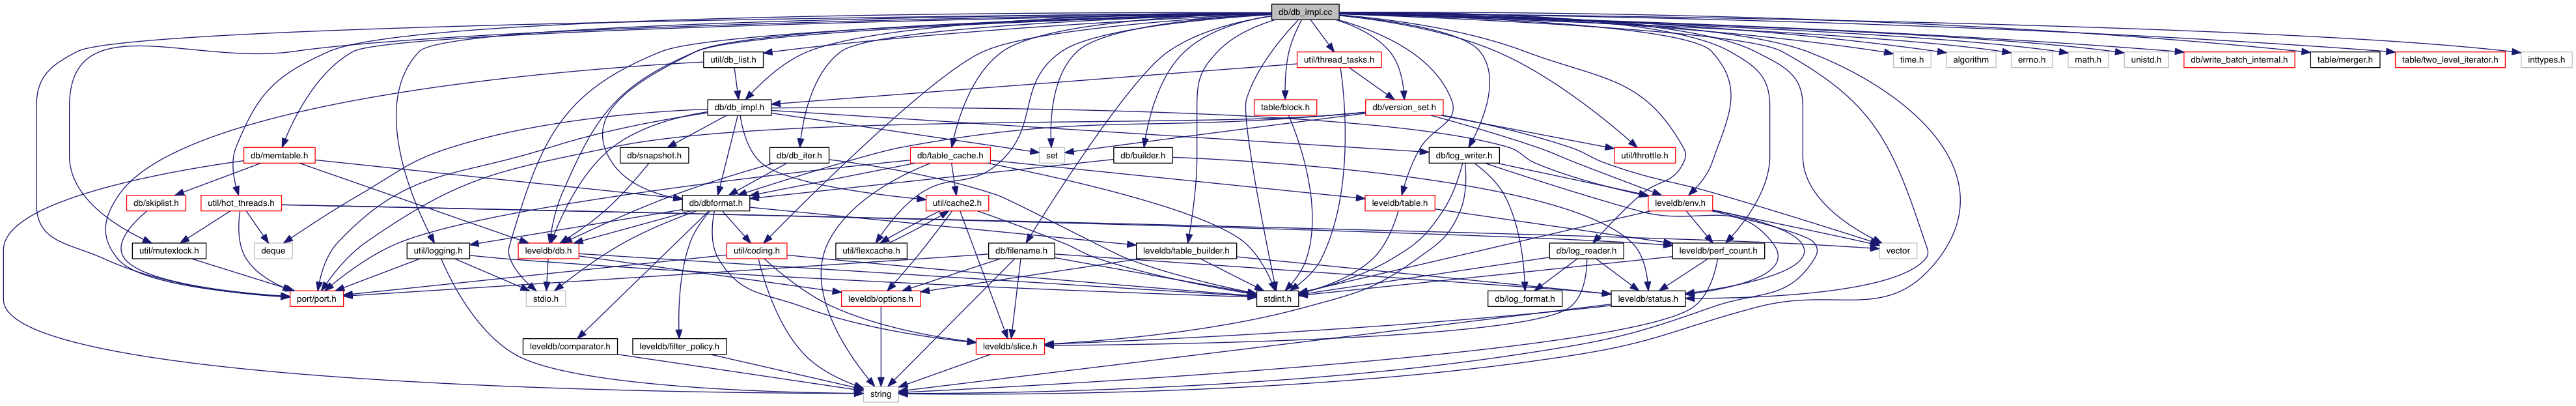 db/db_impl.cc
util/db_list.h
util/thread_tasks.h
time.h
algorithm
errno.h
math.h
unistd.h
db/write_batch_internal.h
table/merger.h
table/two_level_iterator.h
inttypes.h
db/db_impl.h
table/block.h
db/version_set.h
db/memtable.h
db/snapshot.h
db/db_iter.h
db/table_cache.h
set
db/builder.h
db/log_writer.h
util/throttle.h
db/skiplist.h
util/hot_threads.h
db/dbformat.h
util/cache2.h
leveldb/table.h
leveldb/env.h
util/mutexlock.h
deque
util/logging.h
leveldb/db.h
util/coding.h
util/flexcache.h
db/filename.h
leveldb/table_builder.h
db/log_reader.h
leveldb/perf_count.h
vector
port/port.h
stdio.h
leveldb/options.h
stdint.h
db/log_format.h
leveldb/status.h
leveldb/comparator.h
leveldb/filter_policy.h
leveldb/slice.h
string